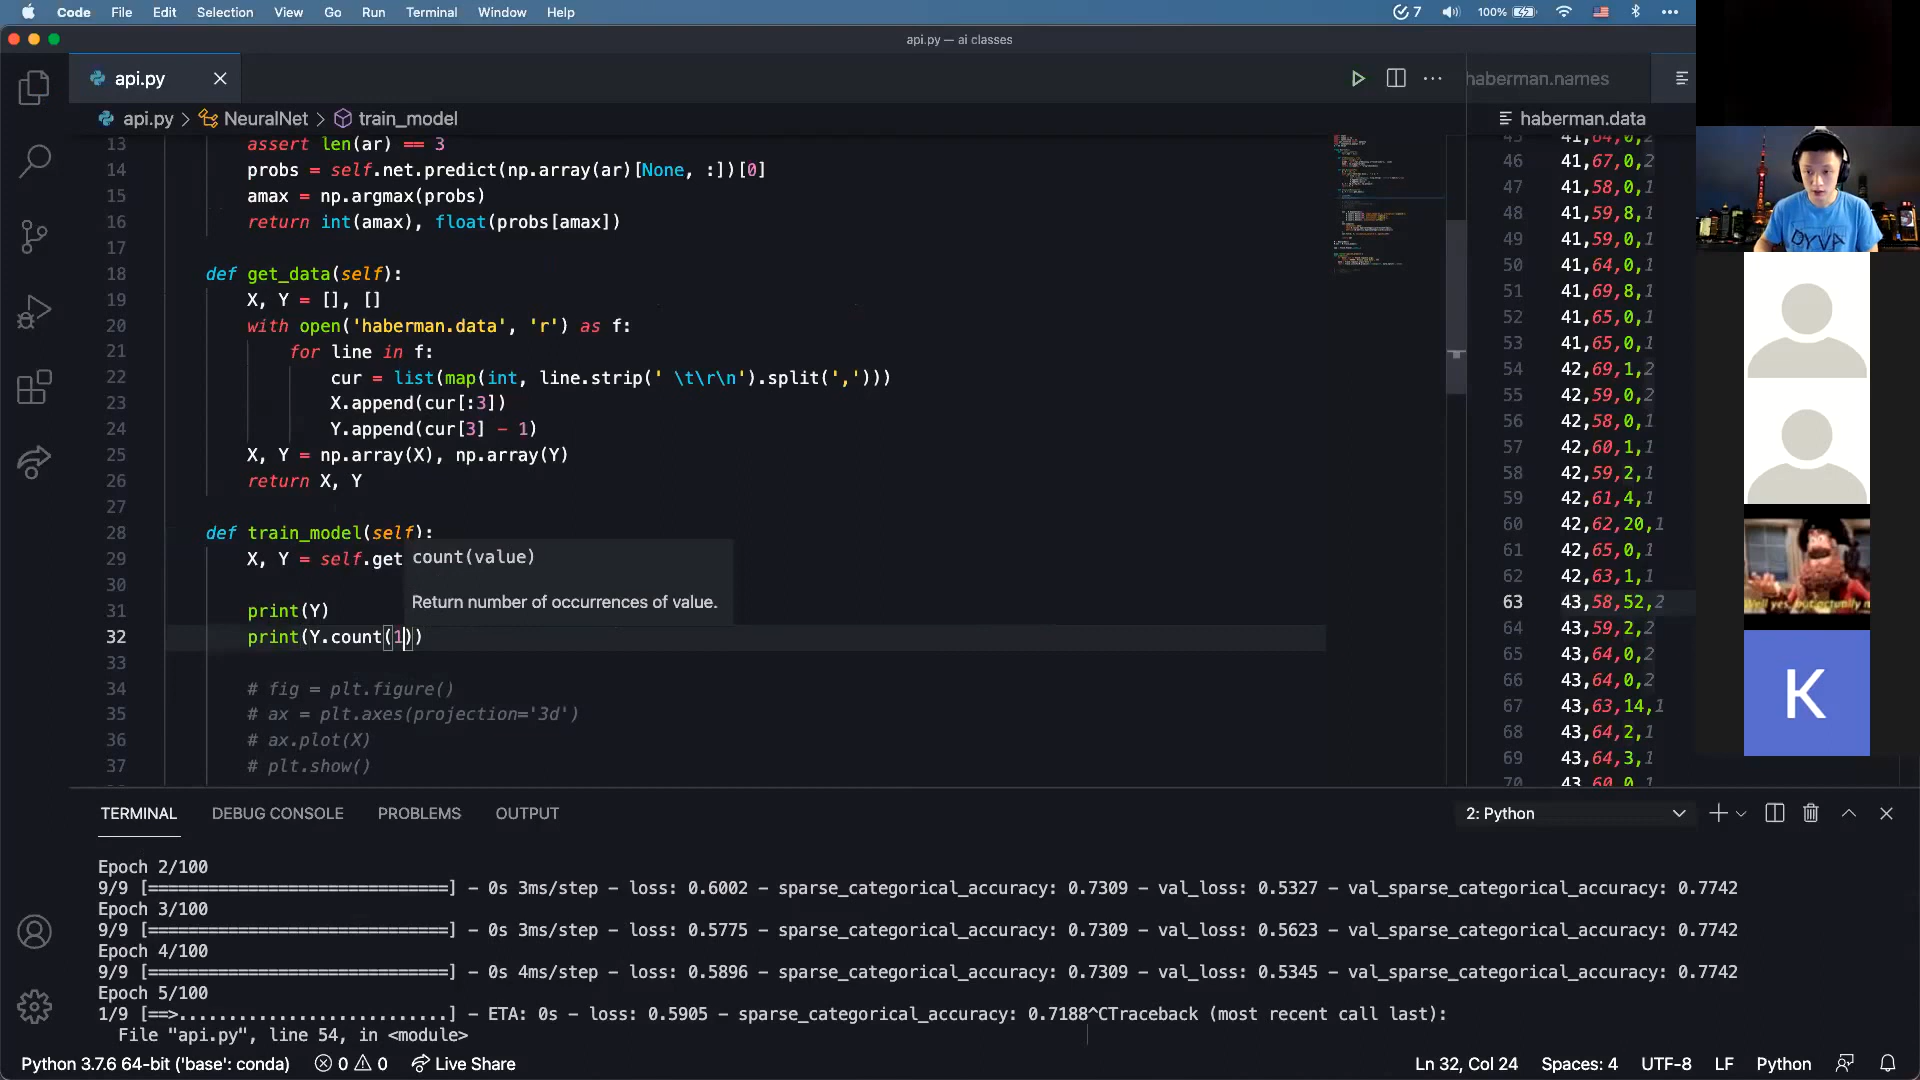 Code File Edit Selection View Go Run Terminal Window Help
7 100%
api.py — ai classes
api.py
haberman.names
api.py > NeuralNet > train_model
haberman.data
13 assert len(ar) == 3
14 probs = self.net.predict(np.array(ar)[None, :])[0]
15 amax = np.argmax(probs)
16 return int(amax), float(probs[amax])
17
18 def get_data(self):
19 X, Y = [], []
20 with open('haberman.data', 'r') as f:
21 for line in f:
22 cur = list(map(int, line.strip(' \t\r\n').split(',')))
23 X.append(cur[:3])
24 Y.append(cur[3] - 1)
25 X, Y = np.array(X), np.array(Y)
26 return X, Y
27
28 def train_model(self):
29 X, Y = self.get
30
31 print(Y)
32 print(Y.count(1))
33
34 # fig = plt.figure()
35 # ax = plt.axes(projection='3d')
36 # ax.plot(X)
37 # plt.show()
count(value)
Return number of occurrences of value.
45 41,64,0,2
46 41,67,0,2
47 41,58,0,1
48 41,59,8,1
49 41,59,0,1
50 41,64,0,1
51 41,69,8,1
52 41,65,0,1
53 41,65,0,1
54 42,69,1,2
55 42,59,0,2
56 42,58,0,1
57 42,60,1,1
58 42,59,2,1
59 42,61,4,1
60 42,62,20,1
61 42,65,0,1
62 42,63,1,1
63 43,58,52,2
64 43,59,2,2
65 43,64,0,2
66 43,64,0,2
67 43,63,14,1
68 43,64,2,1
69 43,64,3,1
70 43,60,0,1
DYVA
Well yes, but actually n
K
TERMINAL DEBUG CONSOLE PROBLEMS OUTPUT
2: Python
Epoch 2/100
9/9 [==============================] - 0s 3ms/step - loss: 0.6002 - sparse_categorical_accuracy: 0.7309 - val_loss: 0.5327 - val_sparse_categorical_accuracy: 0.7742
Epoch 3/100
9/9 [==============================] - 0s 3ms/step - loss: 0.5775 - sparse_categorical_accuracy: 0.7309 - val_loss: 0.5623 - val_sparse_categorical_accuracy: 0.7742
Epoch 4/100
9/9 [==============================] - 0s 4ms/step - loss: 0.5896 - sparse_categorical_accuracy: 0.7309 - val_loss: 0.5345 - val_sparse_categorical_accuracy: 0.7742
Epoch 5/100
1/9 [==>...........................] - ETA: 0s - loss: 0.5905 - sparse_categorical_accuracy: 0.7188^CTraceback (most recent call last):
File "api.py", line 54, in <module>
Python 3.7.6 64-bit ('base': conda) 0 0 Live Share
Ln 32, Col 24 Spaces: 4 UTF-8 LF Python